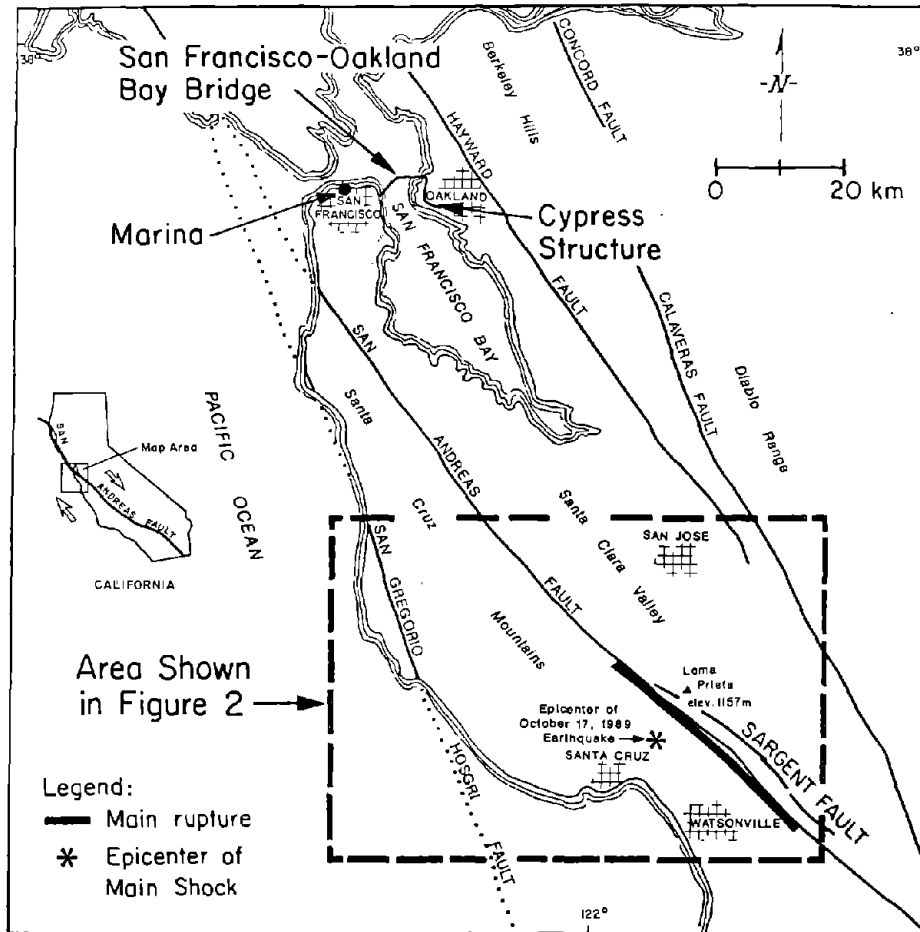 San Francisco-Oakland
Bay Bridge
38°
38°
Berkeley
Hills
CONCORD FAULT
-N-
0 20 km
HAYWARD
FAULT
SAN
FRANCISCO
OAKLAND
Marina
Cypress
Structure
SAN FRANCISCO BAY
CALAVERAS FAULT
Diablo
Range
SAN
ANDREAS
FAULT
Santa
Cruz
Mountains
Santa
Clara
Valley
PACIFIC
OCEAN
SAN
ANDREAS FAULT
Map Area
CALIFORNIA
SAN JOSE
SAN
GREGORIO
HOSGRI
FAULT
Area Shown
in Figure 2
Loma
Prieta
elev. 1157m
Epicenter of
October 17, 1989
Earthquake
SANTA CRUZ
SARGENT FAULT
WATSONVILLE
Legend:
Main rupture
Epicenter of
Main Shock
122°